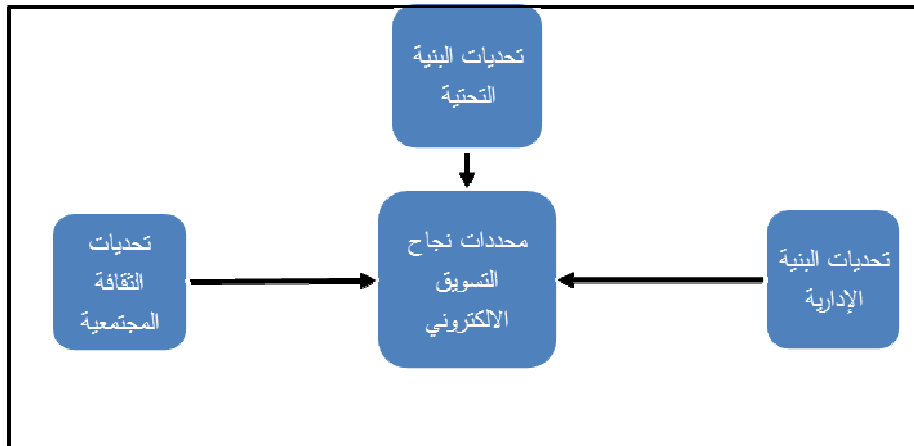 تحديات البنية
التحتية
محددات نجاح
التسويق
الالكتروني
تحديات البنية
الإدارية
تحديات
الثقافة
المجتمعية